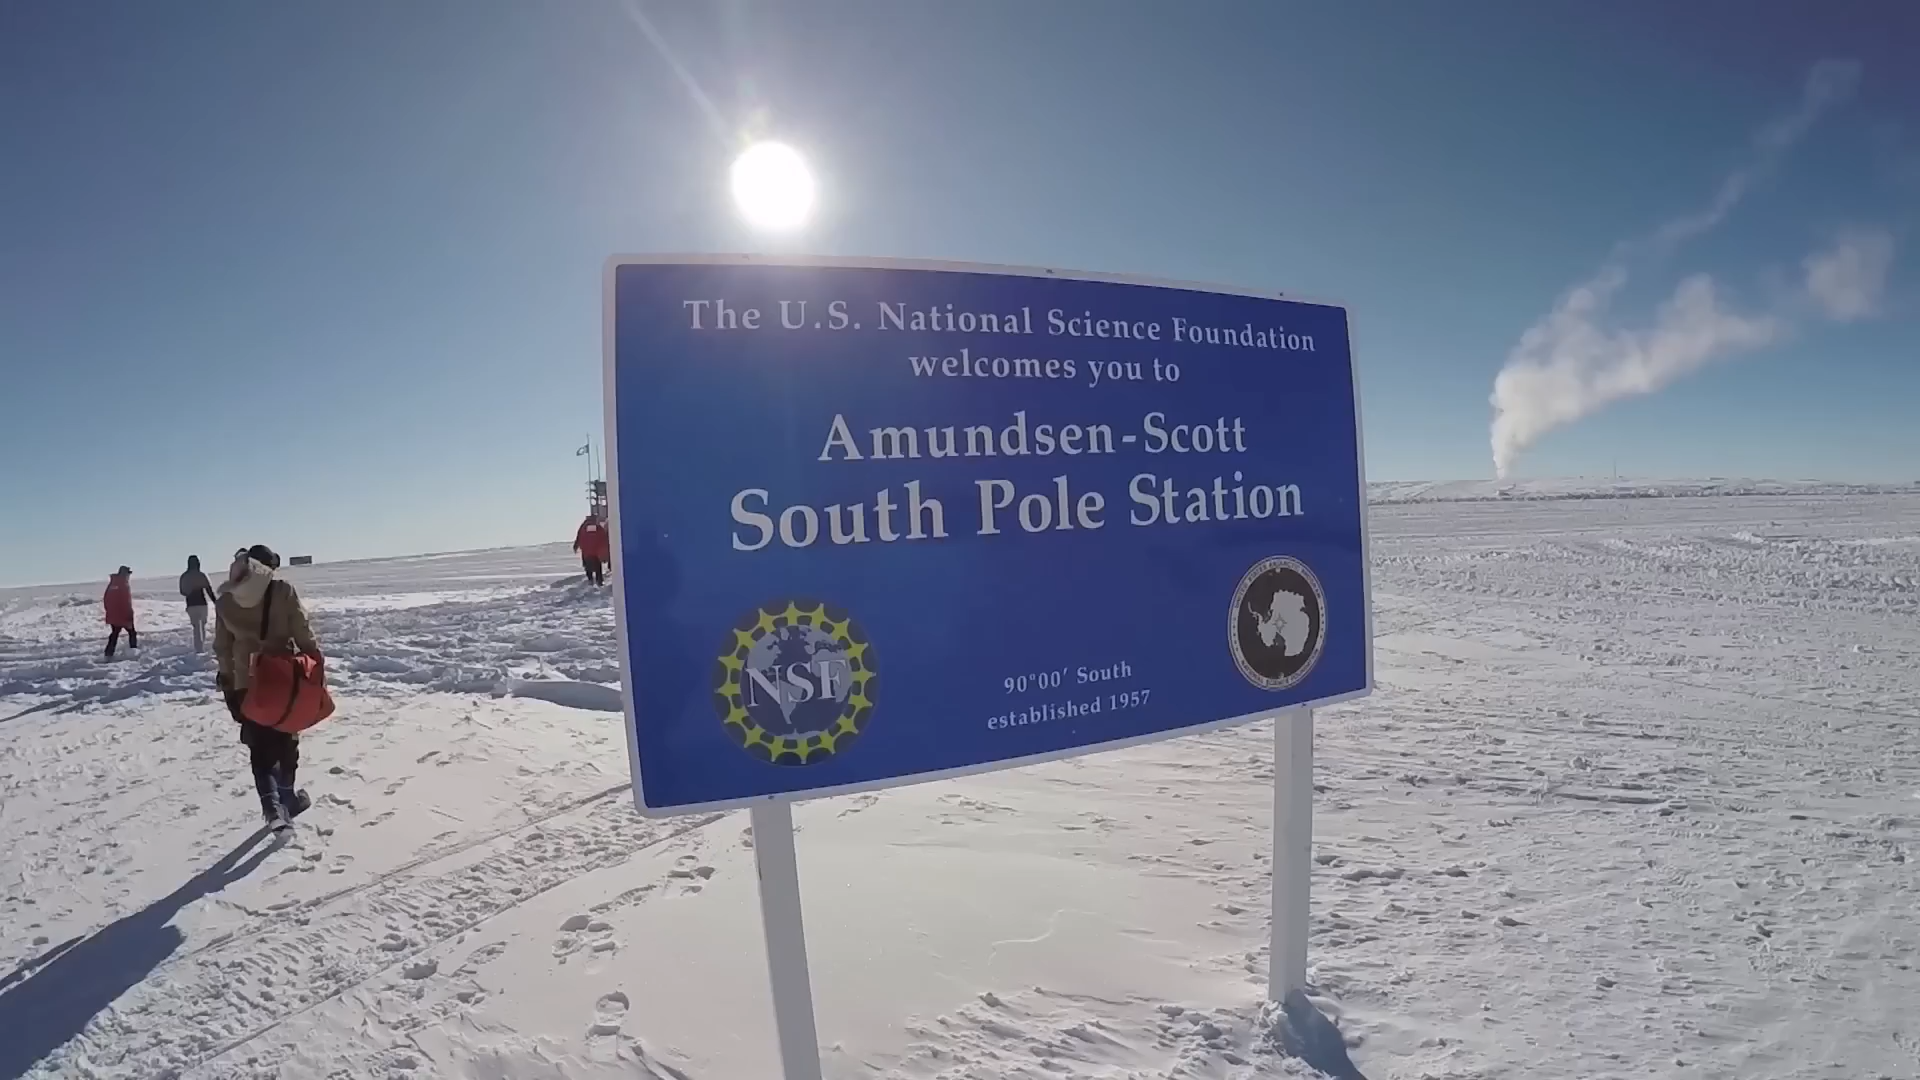 The U.S. National Science Foundation
welcomes you to
Amundsen-Scott
South Pole Station
NSF
90°00′ South
established 1957